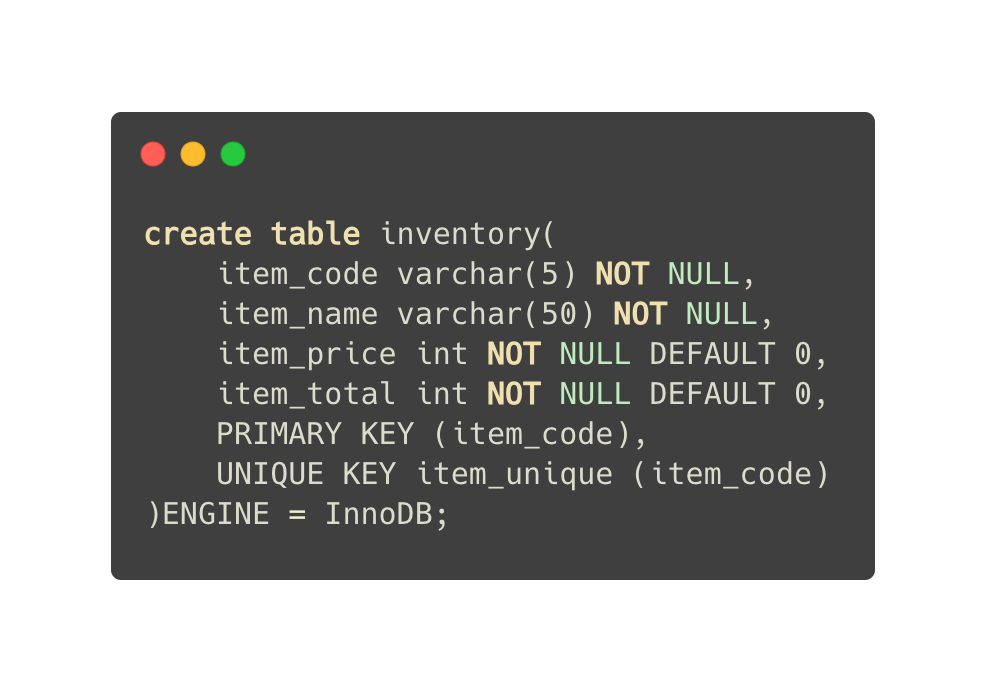 create table inventory(
    item_code varchar(5) NOT NULL,
    item_name varchar(50) NOT NULL,
    item_price int NOT NULL DEFAULT 0,
    item_total int NOT NULL DEFAULT 0,
    PRIMARY KEY (item_code),
    UNIQUE KEY item_unique (item_code)
)ENGINE = InnoDB;